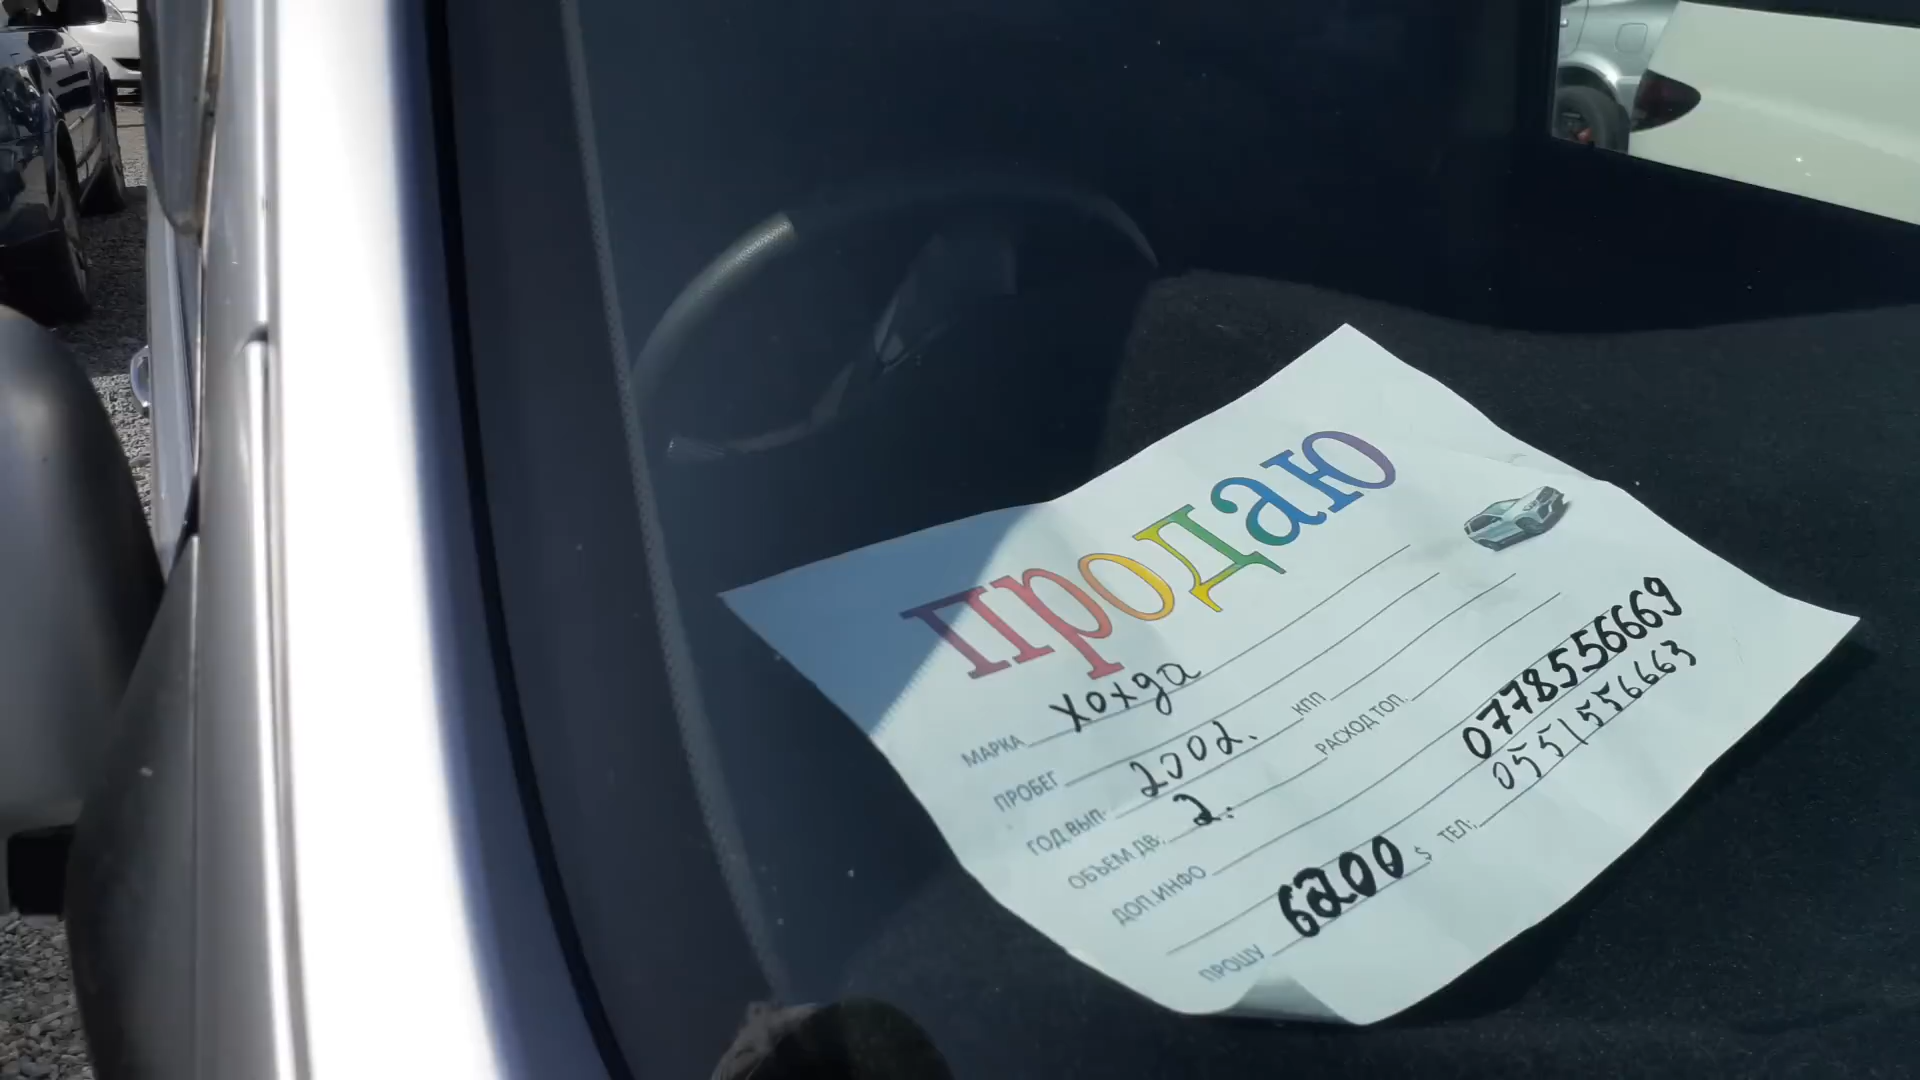 продаю
МАРКА Хохда
ПРОБЕГ
ГОД ВЫП. 2002. КПП
ОБЪЕМ ДВ. 2. РАСХОД ТОП.
ДОП.ИНФО
0778556669
ПРОШУ 6200 $ ТЕЛ: 0551556663